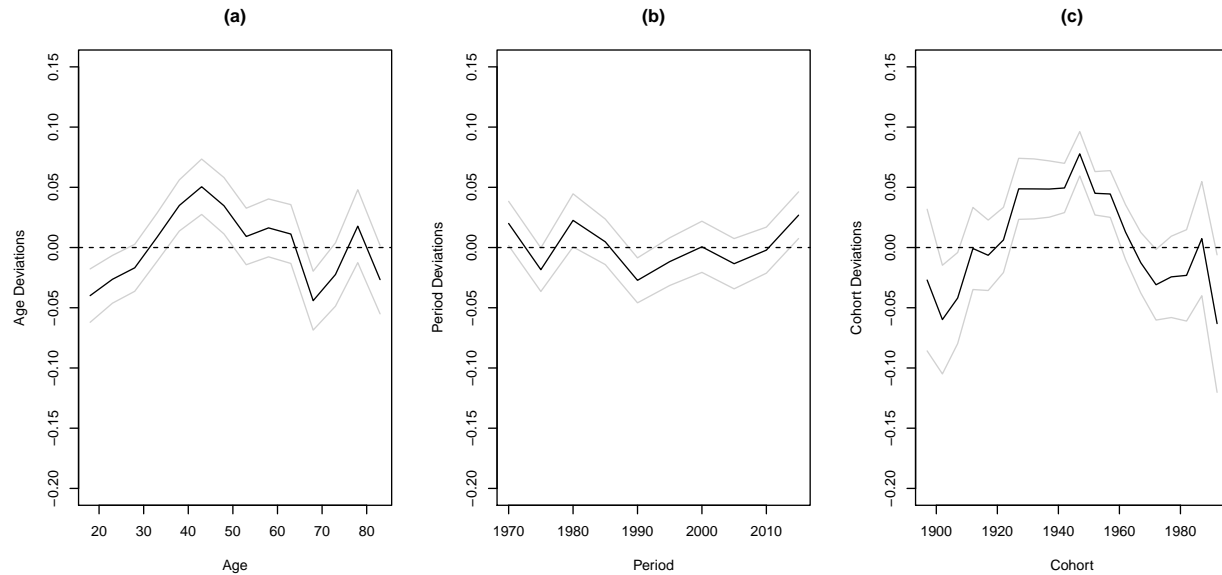 (a)
Age Deviations
0.15
0.10
0.05
0.00
−0.05
−0.10
−0.15
−0.20
20 30 40 50 60 70 80
Age
(b)
Period Deviations
0.15
0.10
0.05
0.00
−0.05
−0.10
−0.15
−0.20
1970 1980 1990 2000 2010
Period
(c)
Cohort Deviations
0.15
0.10
0.05
0.00
−0.05
−0.10
−0.15
−0.20
1900 1920 1940 1960 1980
Cohort